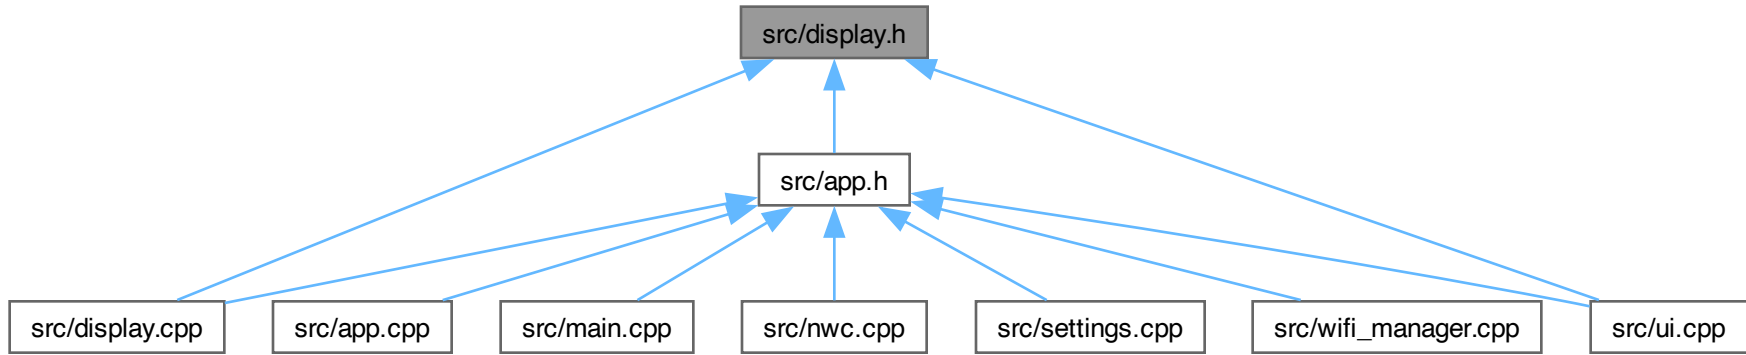 src/display.h
src/app.h
src/display.cpp
src/app.cpp
src/main.cpp
src/nwc.cpp
src/settings.cpp
src/wifi_manager.cpp
src/ui.cpp